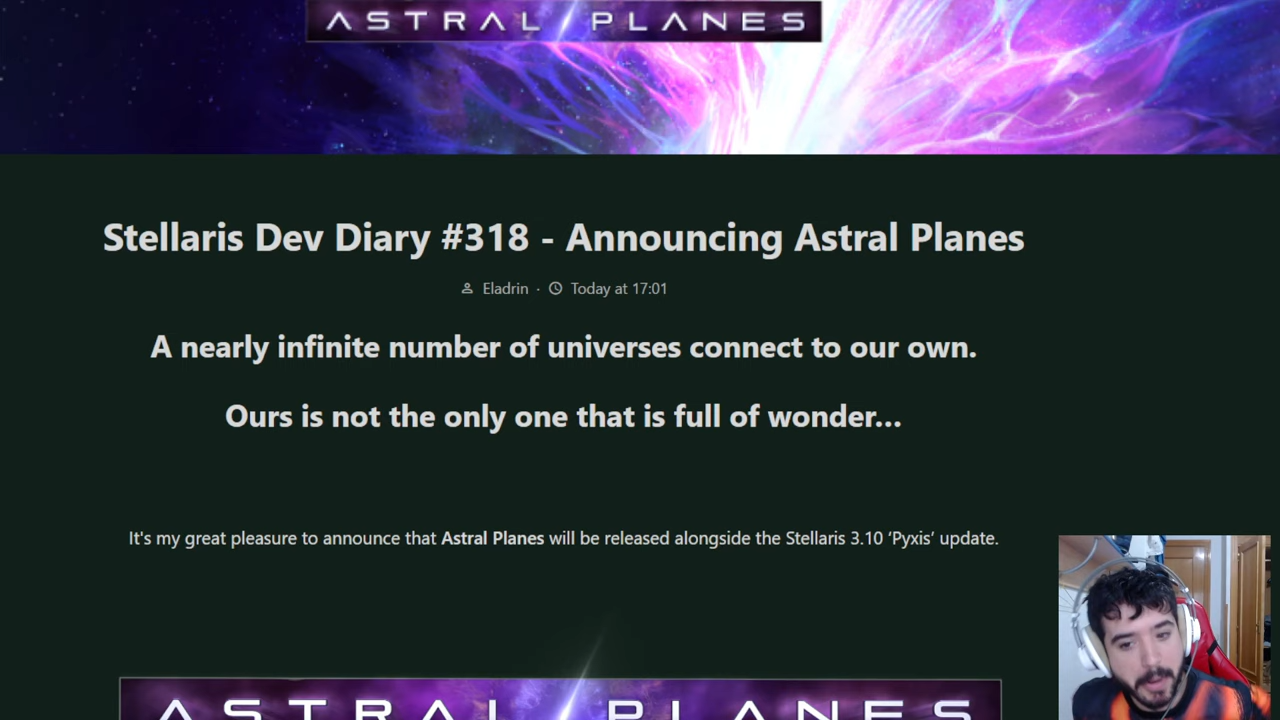 ASTRAL PLANES
Stellaris Dev Diary #318 - Announcing Astral Planes
Eladrin · Today at 17:01
A nearly infinite number of universes connect to our own.
Ours is not the only one that is full of wonder...
It's my great pleasure to announce that Astral Planes will be released alongside the Stellaris 3.10 ‘Pyxis’ update.
ASTRAL PLANES